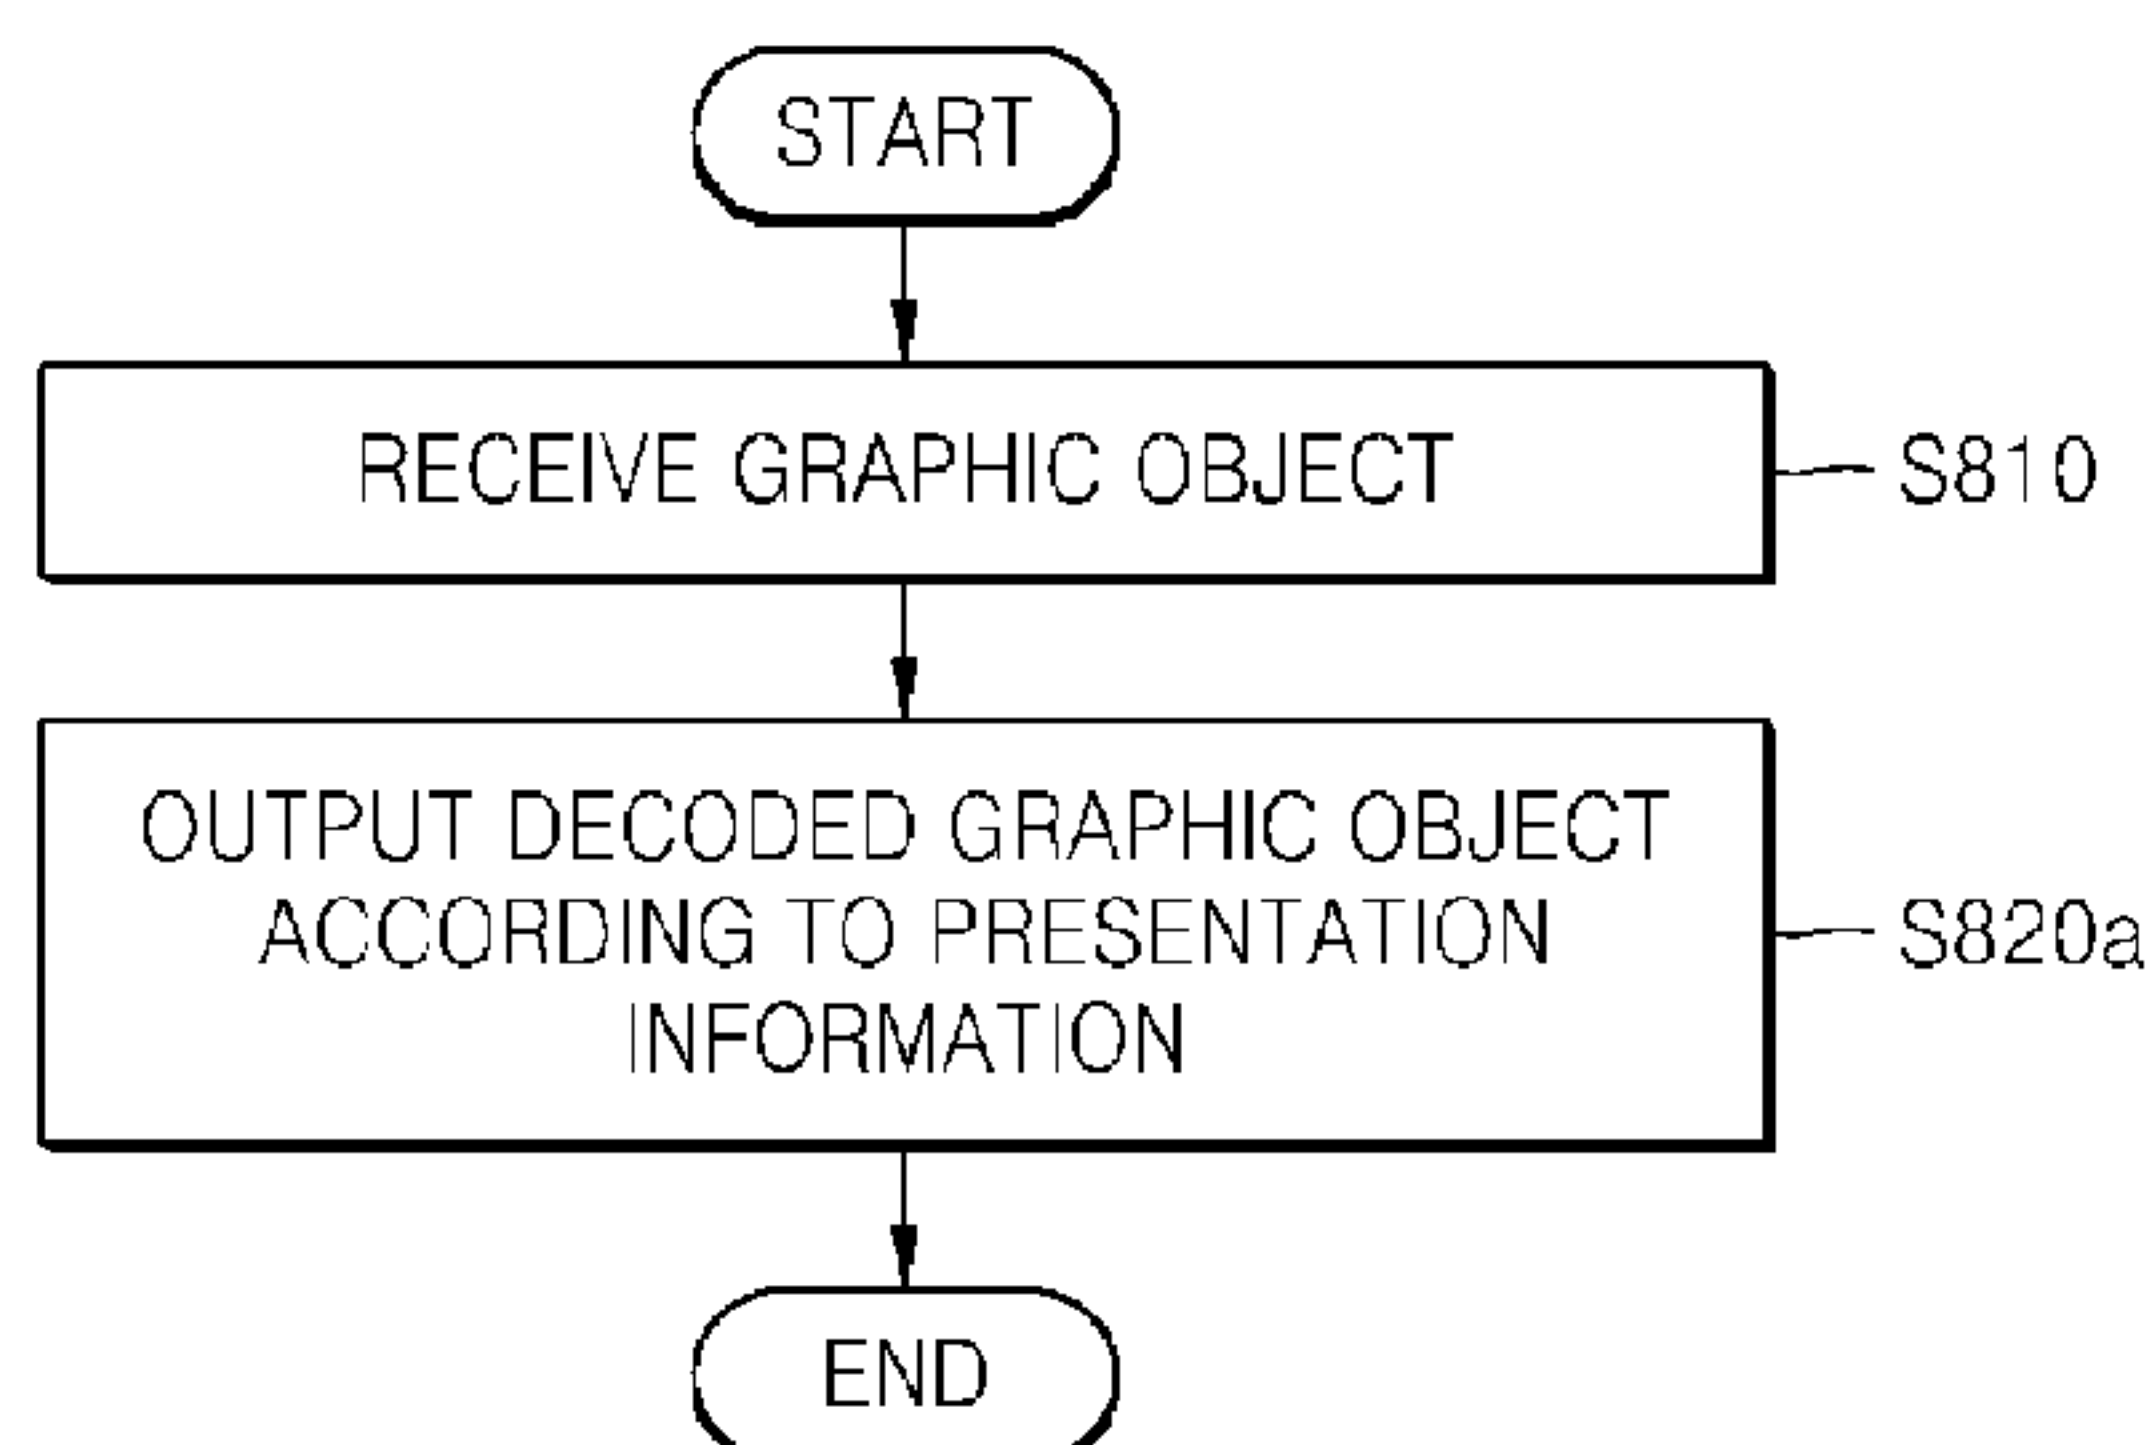 START
RECEIVE GRAPHIC OBJECT
S810
OUTPUT DECODED GRAPHIC OBJECT
ACCORDING TO PRESENTATION
INFORMATION
S820a
END